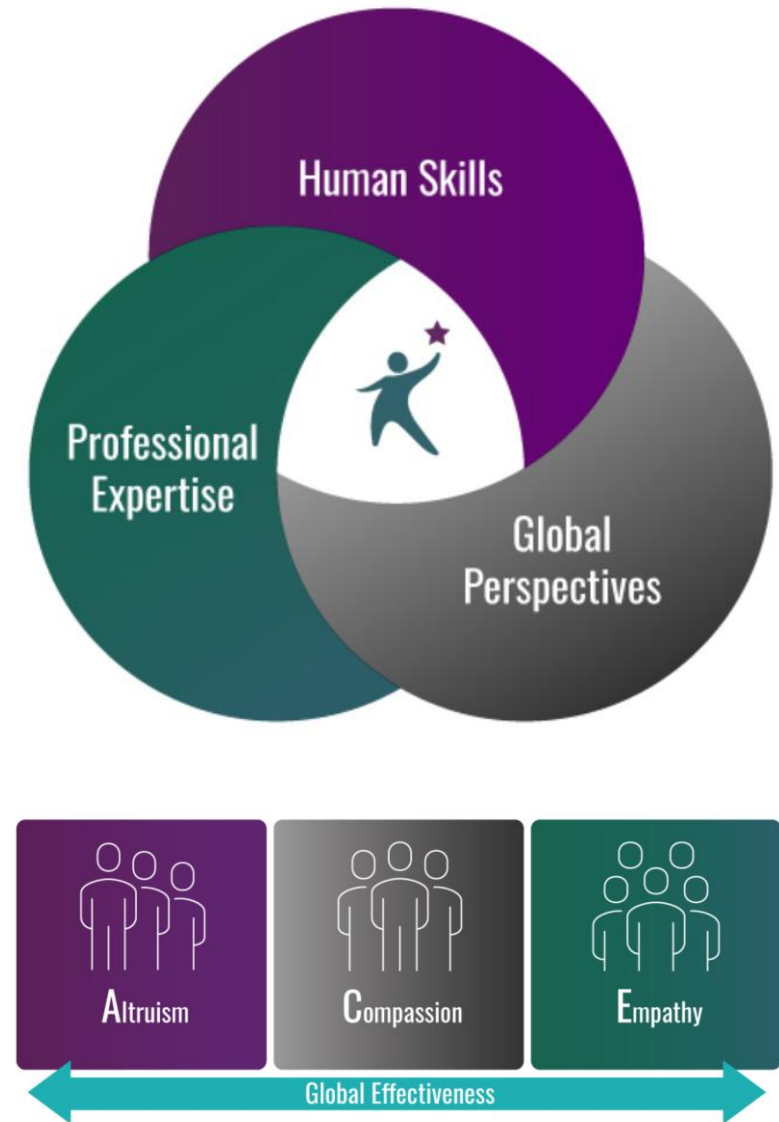 Human Skills
Professional
Expertise
Global
Perspectives
Altruism
Compassion
Empathy
Global Effectiveness